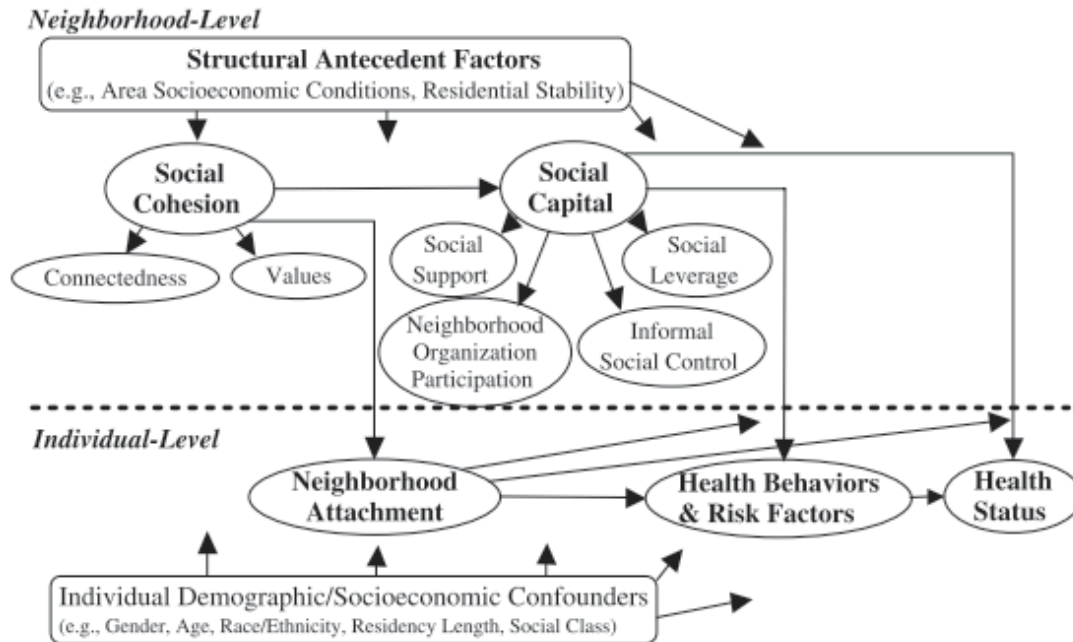 Neighborhood-Level
Structural Antecedent Factors
(e.g., Area Socioeconomic Conditions, Residential Stability)
Social
Cohesion
Social
Capital
Connectedness
Values
Social
Support
Social
Leverage
Neighborhood
Organization
Participation
Informal
Social Control
Individual-Level
Neighborhood
Attachment
Health Behaviors
& Risk Factors
Health
Status
Individual Demographic/Socioeconomic Confounders
(e.g., Gender, Age, Race/Ethnicity, Residency Length, Social Class)